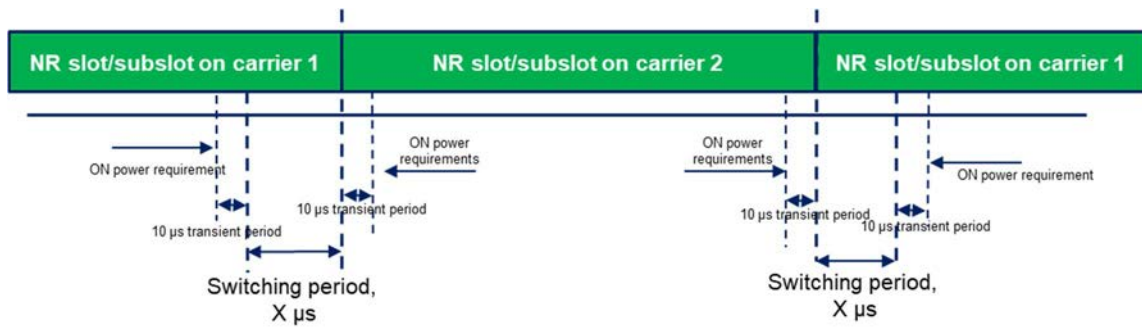 NR slot/subslot on carrier 1
NR slot/subslot on carrier 2
NR slot/subslot on carrier 1
ON power requirement
10 µs transient period
Switching period,
X µs
ON power
requirements
10 µs transient period
ON power
requirements
10 µs transient period
Switching period,
X µs
ON power requirement
10 µs transient
period